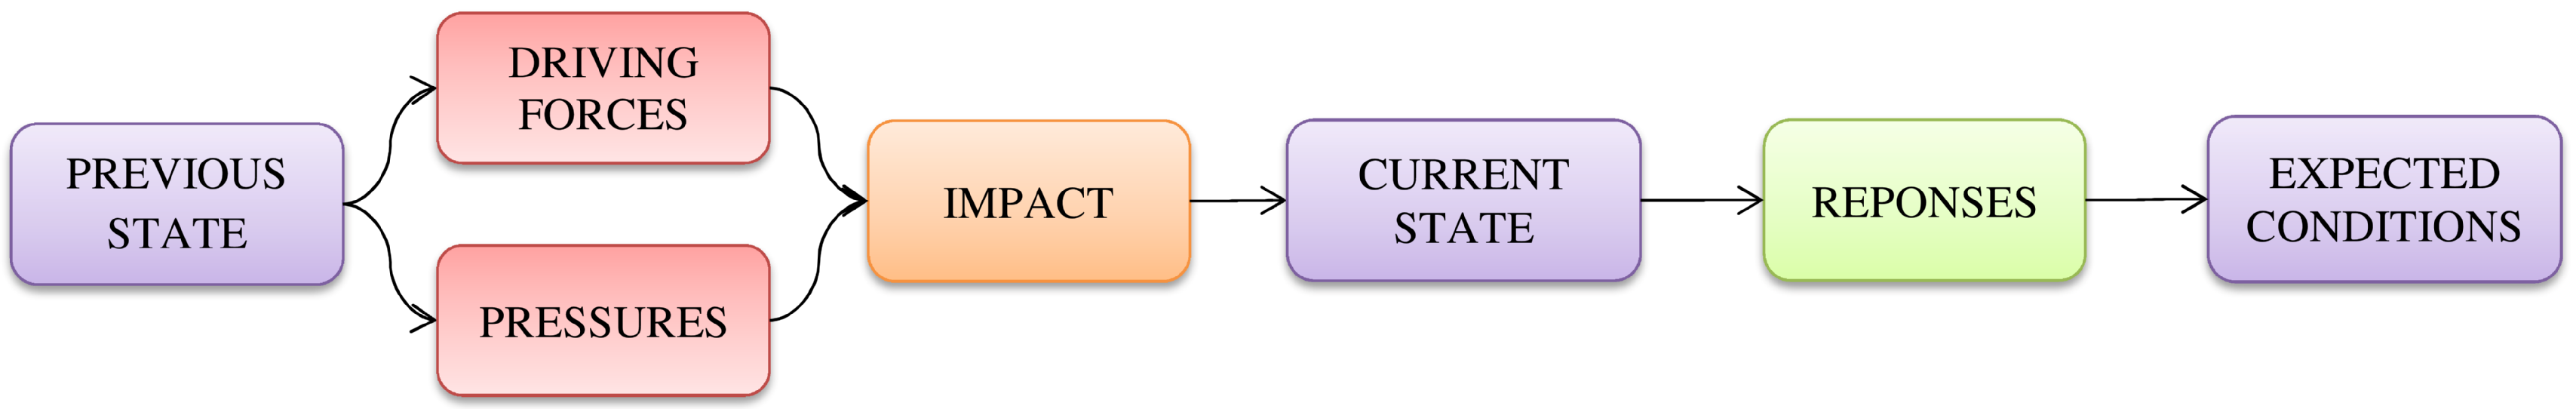 PREVIOUS
STATE
DRIVING
FORCES
PRESSURES
IMPACT
CURRENT
STATE
REPONSES
EXPECTED
CONDITIONS